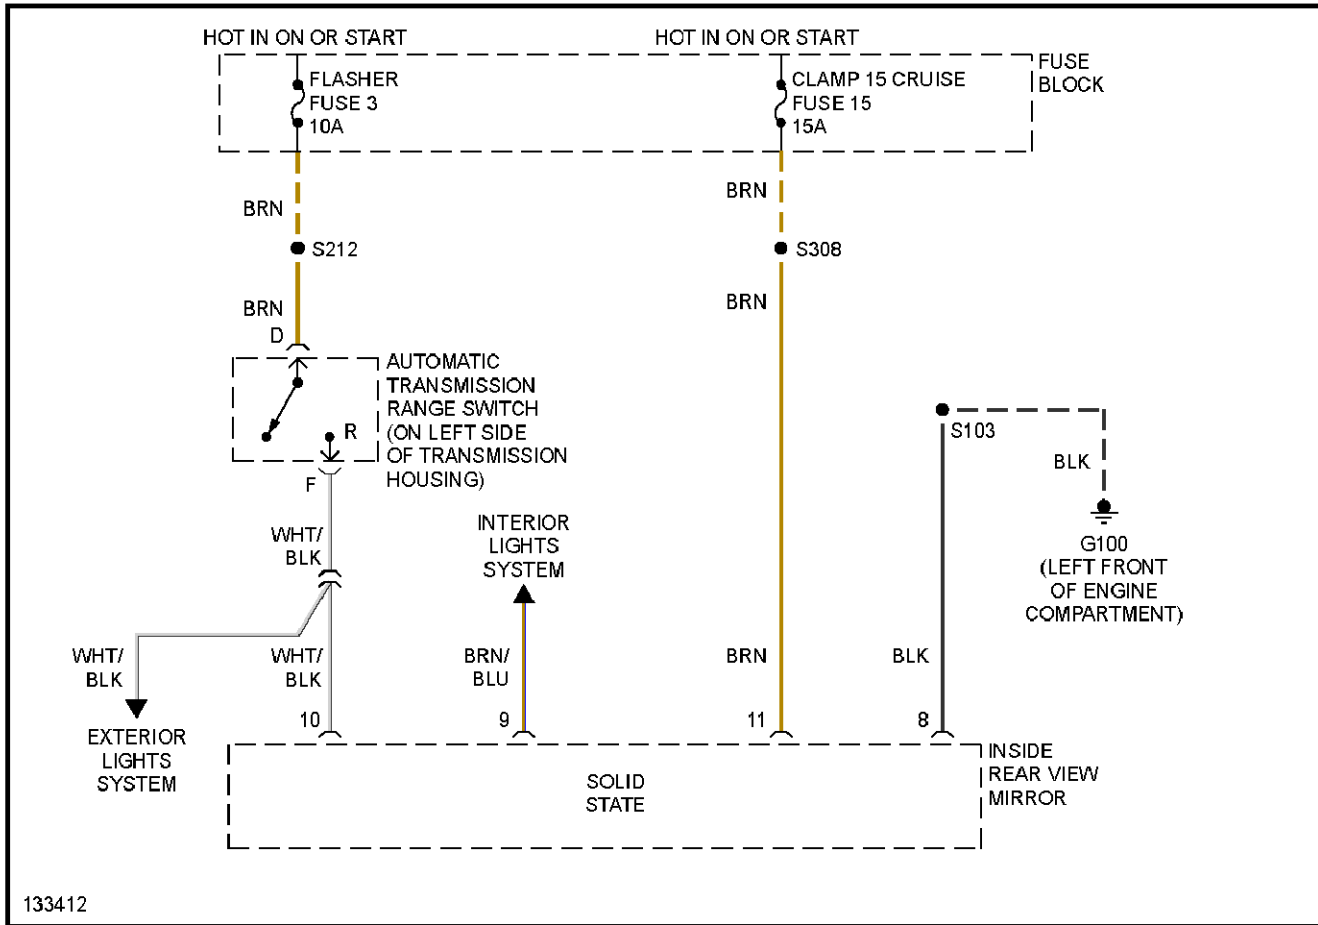 HOT IN ON OR START
HOT IN ON OR START
FLASHER
FUSE 3
10A
CLAMP 15 CRUISE
FUSE 15
15A
FUSE
BLOCK
BRN
BRN
S212
S308
BRN
BRN
D
AUTOMATIC
TRANSMISSION
RANGE SWITCH
(ON LEFT SIDE
OF TRANSMISSION
HOUSING)
R
F
S103
BLK
G100
(LEFT FRONT
OF ENGINE
COMPARTMENT)
WHT/
BLK
INTERIOR
LIGHTS
SYSTEM
WHT/
BLK
WHT/
BLK
BRN/
BLU
BRN
BLK
10
9
11
8
EXTERIOR
LIGHTS
SYSTEM
SOLID
STATE
INSIDE
REAR VIEW
MIRROR
133412